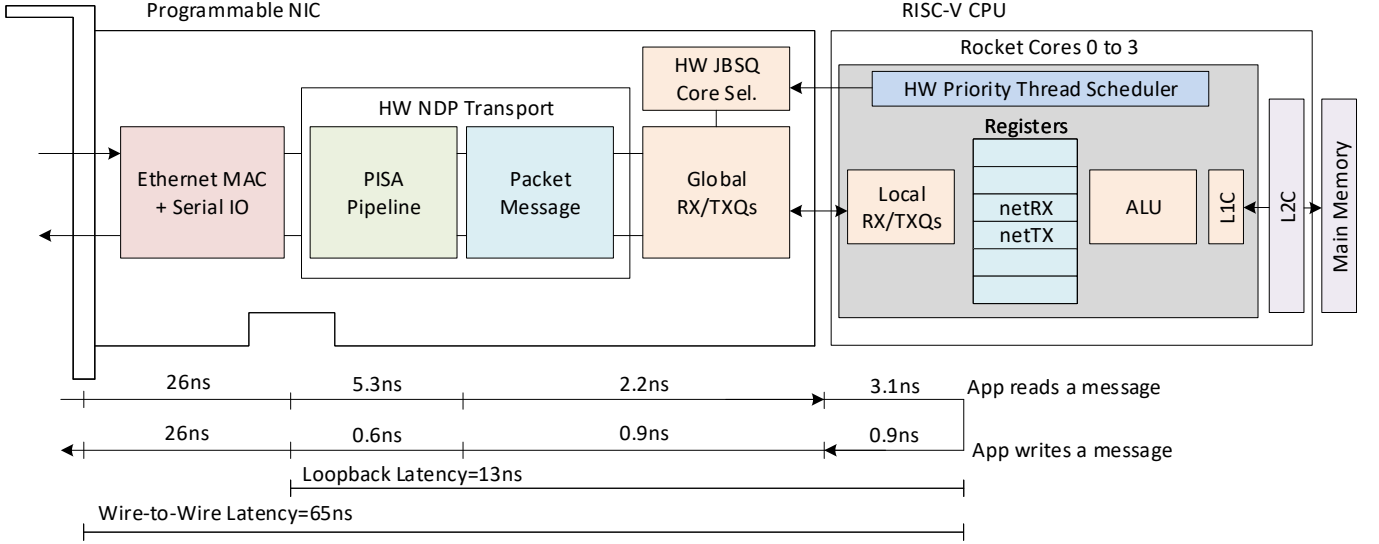 Programmable NIC
RISC-V CPU
Rocket Cores 0 to 3
HW JBSQ
Core Sel.
HW Priority Thread Scheduler
HW NDP Transport
Registers
Ethernet MAC
+ Serial IO
PISA
Pipeline
Packet
Message
Global
RX/TXQs
Local
RX/TXQs
netRX
netTX
ALU
L1C
L2C
Main Memory
26ns
5.3ns
2.2ns
3.1ns
App reads a message
26ns
0.6ns
0.9ns
0.9ns
App writes a message
Loopback Latency=13ns
Wire-to-Wire Latency=65ns